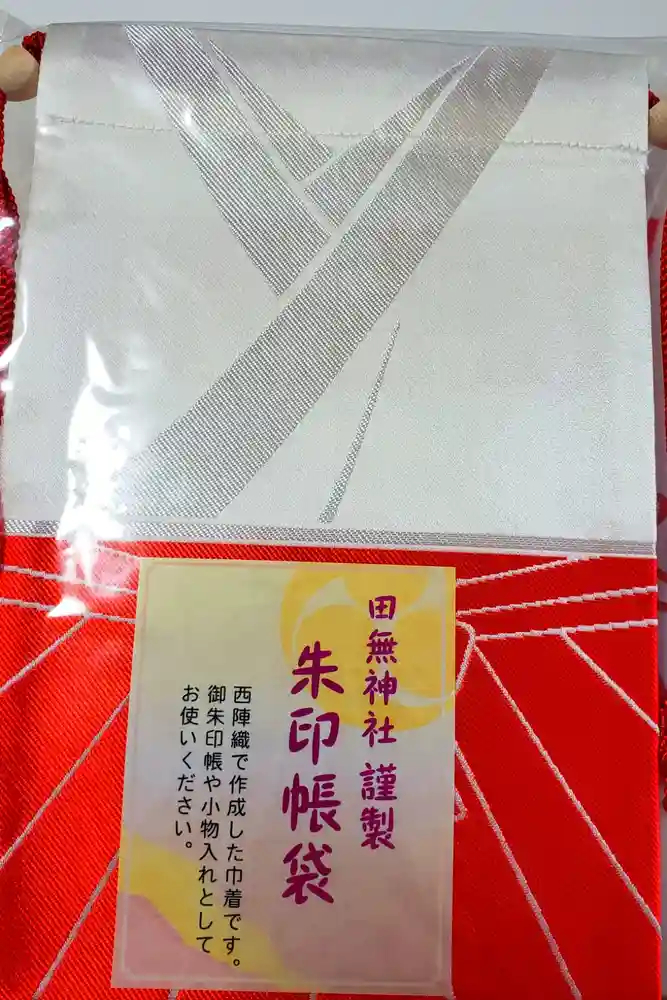 田無神社 謹製
朱印帳袋
西陣織で作成した巾着です。
御朱印帳や小物入れとして
お使いください。